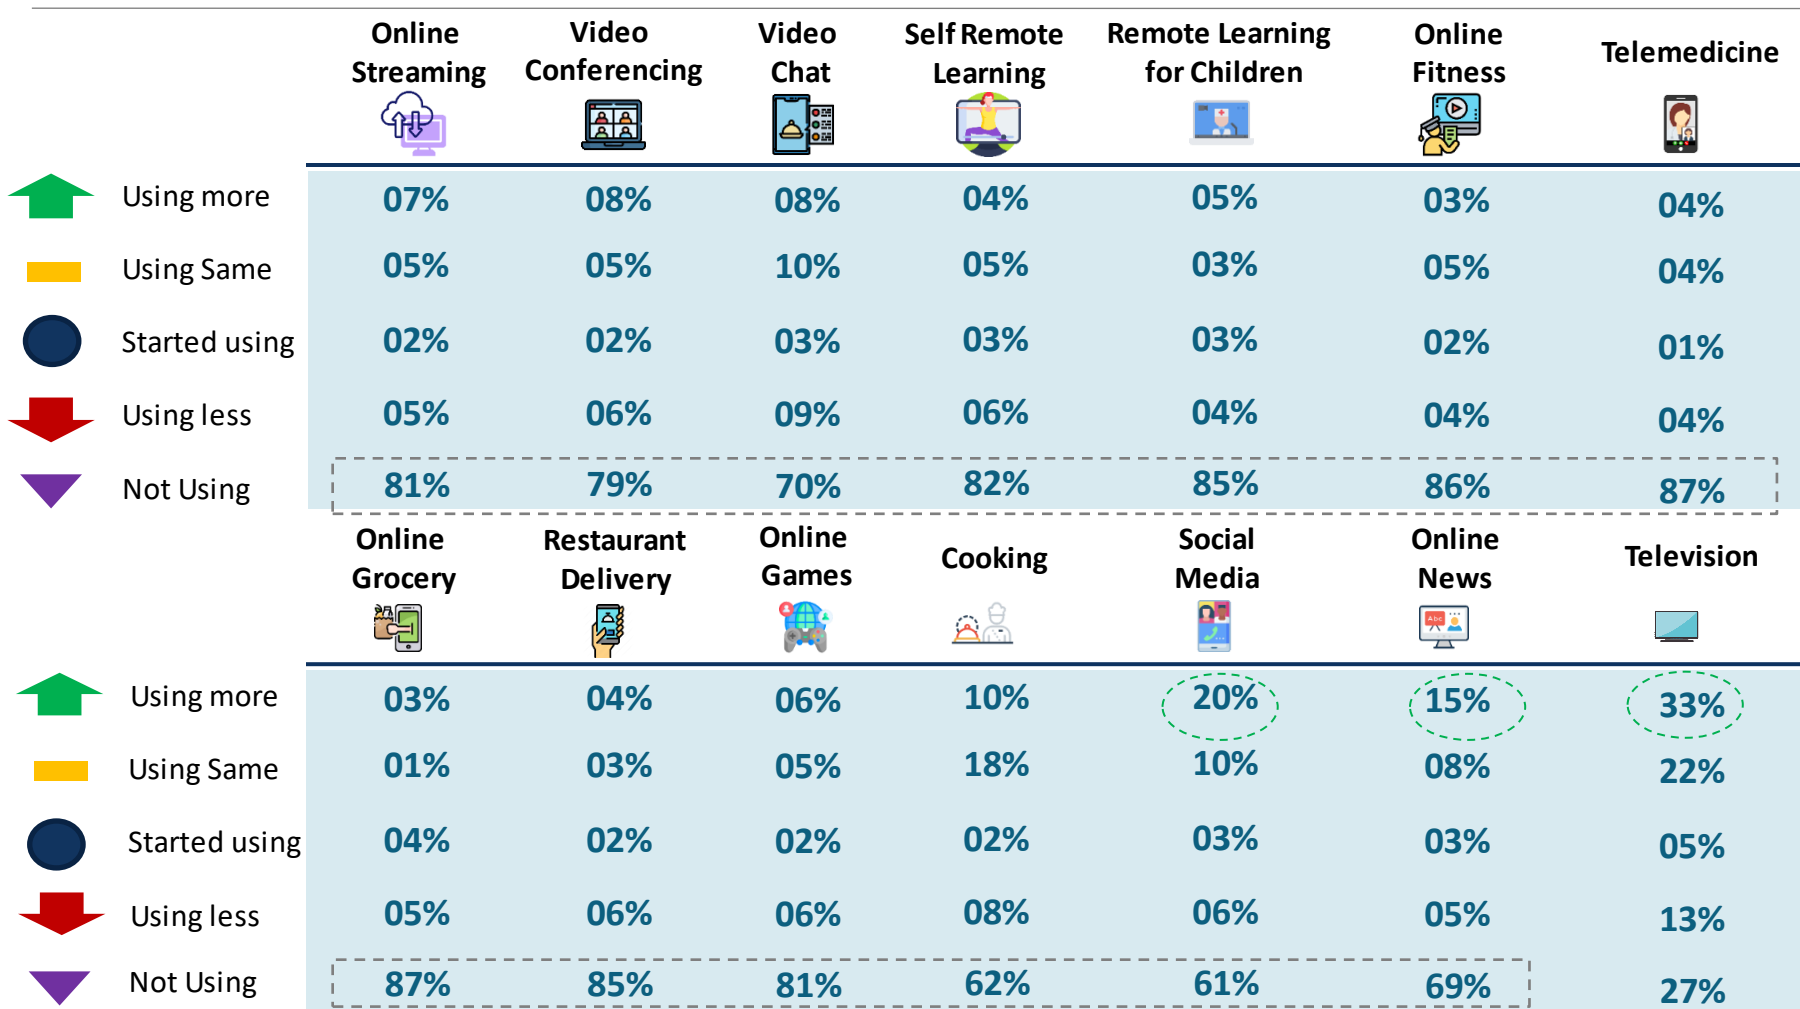 Online Streaming Video Conferencing Video Chat Self Remote Learning Remote Learning for Children Online Fitness Telemedicine
Using more 07% 08% 08% 04% 05% 03% 04%
Using Same 05% 05% 10% 05% 03% 05% 04%
Started using 02% 02% 03% 03% 03% 02% 01%
Using less 05% 06% 09% 06% 04% 04% 04%
Not Using 81% 79% 70% 82% 85% 86% 87%
Online Grocery Restaurant Delivery Online Games Cooking Social Media Online News Television
Using more 03% 04% 06% 10% 20% 15% 33%
Using Same 01% 03% 05% 18% 10% 08% 22%
Started using 04% 02% 02% 02% 03% 03% 05%
Using less 05% 06% 06% 08% 06% 05% 13%
Not Using 87% 85% 81% 62% 61% 69% 27%